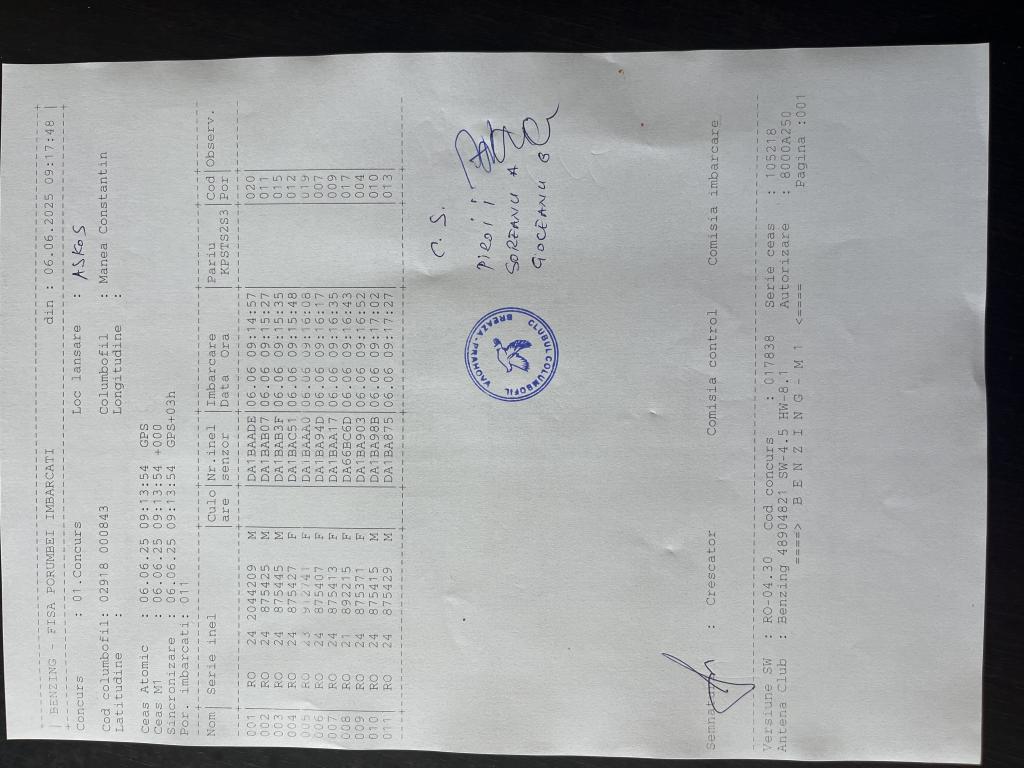 BENZING - FISA PORUMBEI IMBARCATI din : 06.06.2025 09:17:48
Concurs : 01.Concurs Loc lansare : ASKOS
Cod columbofil: 02918 000843 Columbofil : Manea Constantin
Latitudine : Longitudine :
Ceas Atomic : 06.06.25 09:13:54 GPS
Ceas M1 : 06.06.25 09:13:54 +000
Sincronizare : 06.06.25 09:13:54 GPS+03h
Por. imbarcati: 011
Nom| Serie inel |Culo|Nr.inel |Imbarcare |Pariu |Cod|Observ.
| |are |senzor |Data Ora |KPSTS2S3|Por|
001 | RO 24 2044209 M | |DA1BAADE|06.06 09:14:57| |020|
002 | RO 24 875425 M | |DA1BAB07|06.06 09:15:27| |011|
003 | RO 24 875445 M | |DA1BAB3F|06.06 09:15:35| |015|
004 | RO 24 875427 F | |DA1BAC51|06.06 09:15:48| |012|
005 | RO 23 912741 F | |DA1BAAA0|06.06 09:16:08| |019|
006 | RO 24 875407 F | |DA1BA94D|06.06 09:16:17| |007|
007 | RO 24 875413 F | |DA1BAA17|06.06 09:16:35| |009|
008 | RO 21 892215 F | |DA66BC6D|06.06 09:16:43| |017|
009 | RO 24 875371 F | |DA1BA903|06.06 09:16:52| |004|
010 | RO 24 875415 M | |DA1BA98B|06.06 09:17:02| |010|
011 | RO 24 875429 M | |DA1BA875|06.06 09:17:27| |013|
C. S.
SOREANU A
GOCEANU B
CLUBUL COLUMBOFIL
BREAZA-PRAHOVA
: Crescator Comisia control Comisia imbarcare
Versiune SW : RO-04.30 Cod concurs : 017838 Serie ceas : 105218
Antena Club : Benzing 48904821 SW-4.5 HW-8.1 Autorizare : 8000A250
====> B E N Z I N G - M 1 <==== Pagina :001